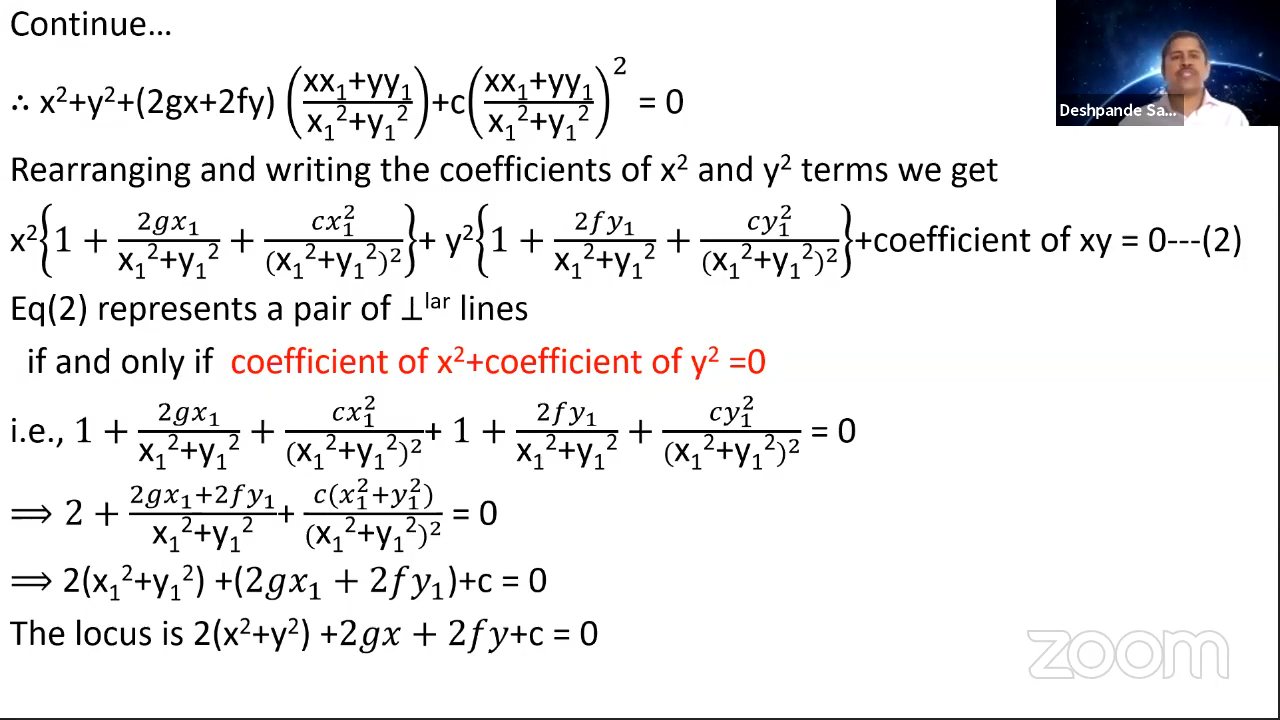 Continue...
∴ x²+y²+(2gx+2fy) ((xx₁+yy₁)/(x₁²+y₁²))+c((xx₁+yy₁)/(x₁²+y₁²))² = 0
Deshpande Sa...
Rearranging and writing the coefficients of x² and y² terms we get
x²{1 + 2gx₁/(x₁²+y₁²) + cx₁²/(x₁²+y₁²)²}+ y²{1 + 2fy₁/(x₁²+y₁²) + cy₁²/(x₁²+y₁²)²}+coefficient of xy = 0---(2)
Eq(2) represents a pair of ⊥ˡᵃʳ lines
if and only if coefficient of x²+coefficient of y² =0
i.e., 1 + 2gx₁/(x₁²+y₁²) + cx₁²/(x₁²+y₁²)²+ 1 + 2fy₁/(x₁²+y₁²) + cy₁²/(x₁²+y₁²)² = 0
⟹ 2 + (2gx₁+2fy₁)/(x₁²+y₁²)+ c(x₁²+y₁²)/(x₁²+y₁²)² = 0
⟹ 2(x₁²+y₁²) +(2gx₁ + 2fy₁)+c = 0
The locus is 2(x²+y²) +2gx + 2fy+c = 0
zoom